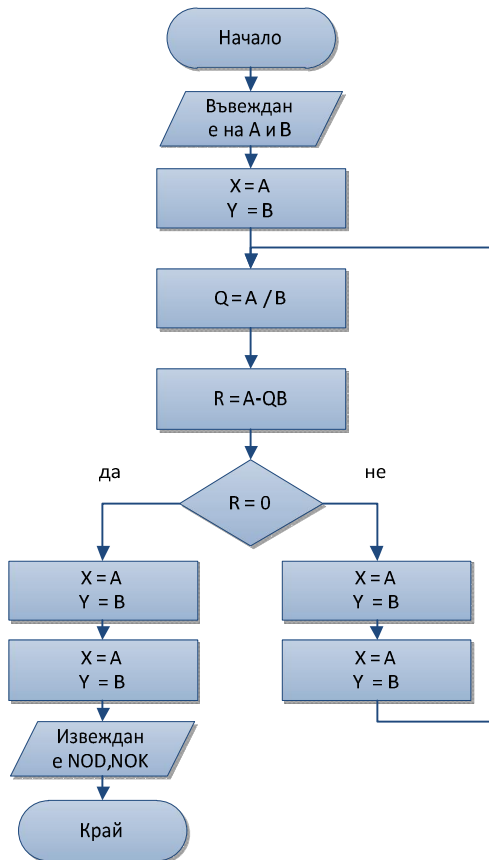 Начало
Въвеждан
е на А и В
X = A
Y = B
Q = A / B
R = A-QB
да
не
R = 0
X = A
Y = B
X = A
Y = B
X = A
Y = B
X = A
Y = B
Извеждан
е NOD,NOK
Край